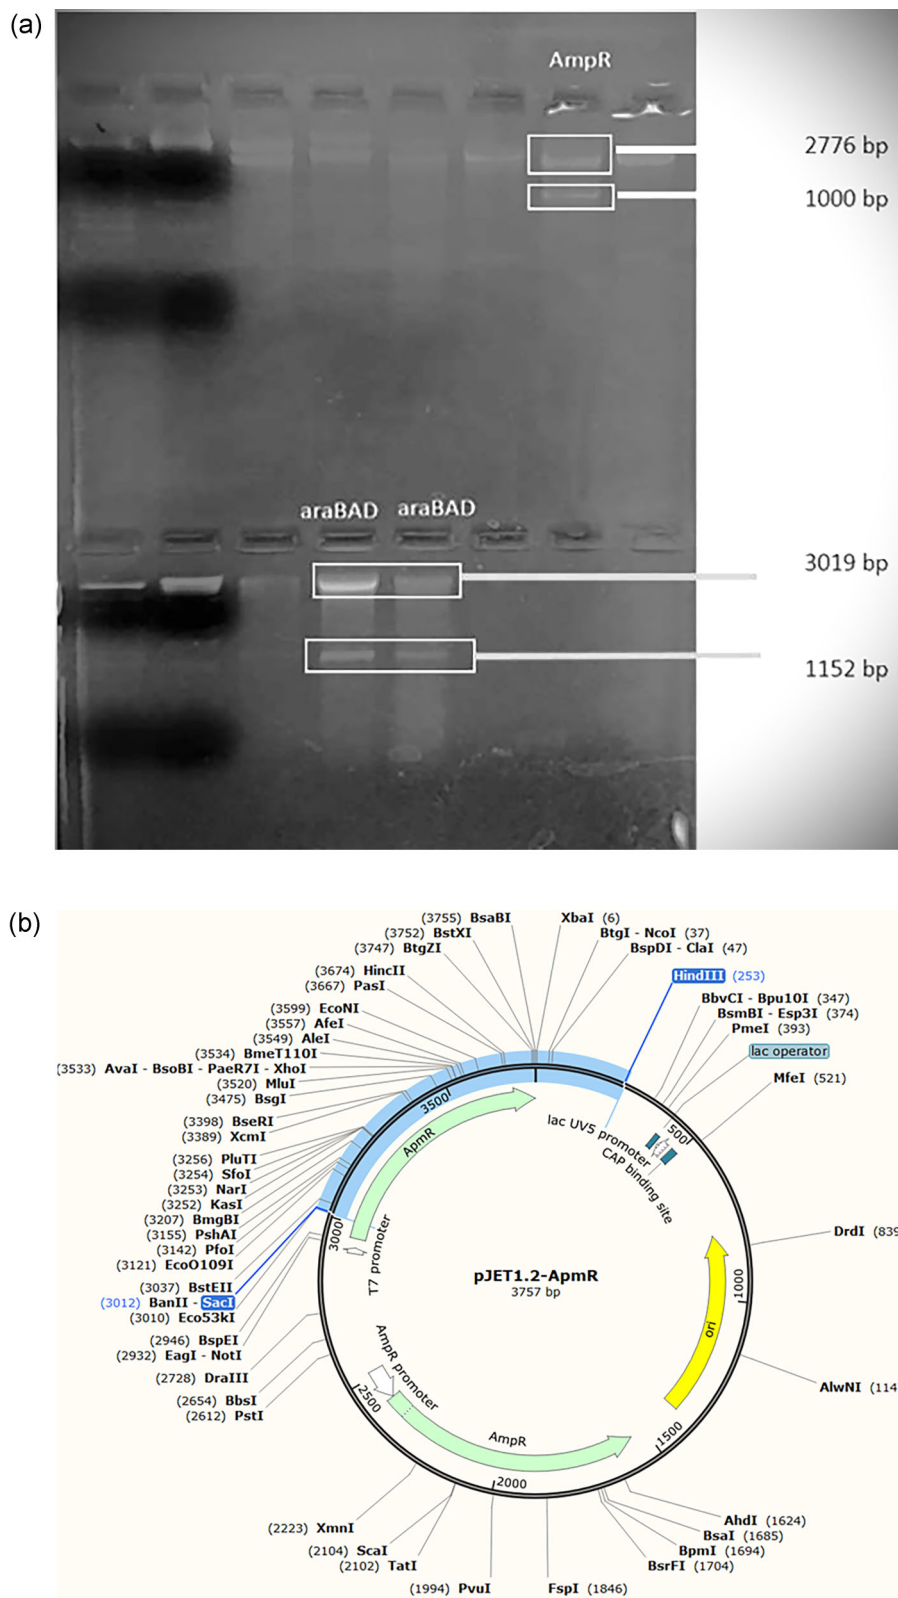 (a)
AmpR
2776 bp
1000 bp
araBAD araBAD
3019 bp
1152 bp
(b)
(3755) BsaBI
(3752) BstXI
(3747) BtgZI
(3674) HincII
(3667) PasI
(3599) EcoNI
(3557) AfeI
(3549) AleI
(3534) BmeT110I
(3533) AvaI - BsoBI - PaeR7I - XhoI
(3520) MluI
(3475) BsgI
(3398) BseRI
(3389) XcmI
(3256) PluTI
(3254) SfoI
(3253) NarI
(3252) KasI
(3207) BmgBI
(3155) PshAI
(3142) PfoI
(3121) EcoO109I
(3037) BstEII
(3012) BanII - SacI
(3010) Eco53kI
(2946) BspEI
(2932) EagI - NotI
(2728) DraIII
(2654) BbsI
(2612) PstI
(2223) XmnI
(2104) ScaI
(2102) TatI
(1994) PvuI
XbaI (6)
BtgI - NcoI (37)
BspDI - ClaI (47)
HindIII (253)
BbvCI - Bpu10I (347)
BsmBI - Esp3I (374)
PmeI (393)
lac operator
MfeI (521)
DrdI (839
AlwNI (114
AhdI (1624)
BsaI (1685)
BpmI (1694)
BsrFI (1704)
FspI (1846)
ApmR
lac UV5 promoter
CAP binding site
T7 promoter
pJET1.2-ApmR
3757 bp
ori
AmpR promoter
AmpR
500
1000
1500
2000
2500
3000
3500